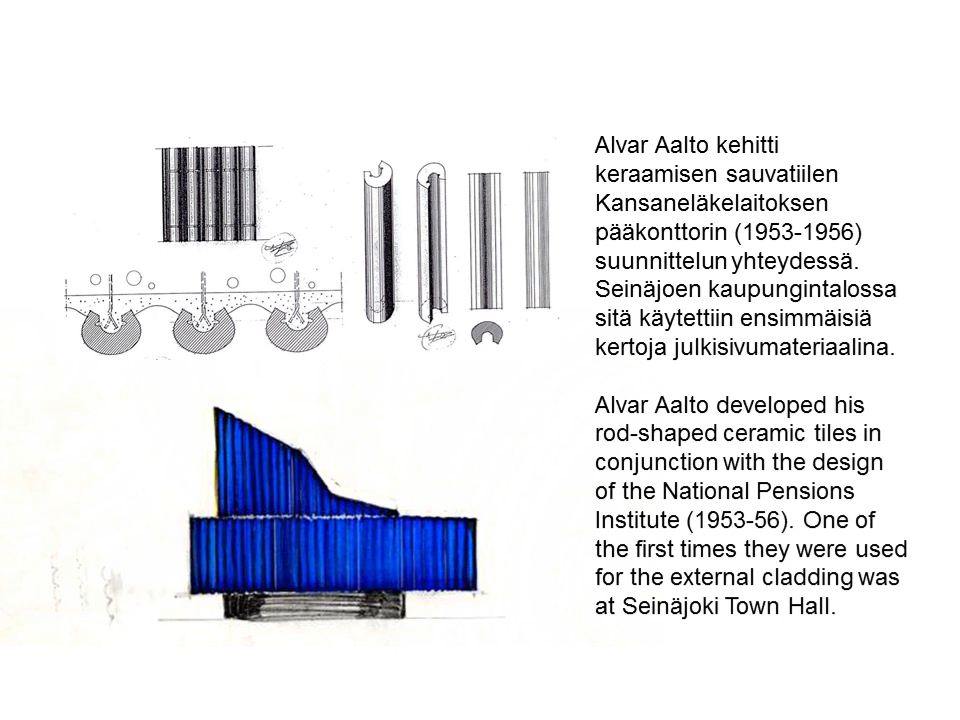 Alvar Aalto kehitti
keraamisen sauvatiilen
Kansaneläkelaitoksen
pääkonttorin (1953-1956)
suunnittelun yhteydessä.
Seinäjoen kaupungintalossa
sitä käytettiin ensimmäisiä
kertoja julkisivumateriaalina.
Alvar Aalto developed his
rod-shaped ceramic tiles in
conjunction with the design
of the National Pensions
Institute (1953-56). One of
the first times they were used
for the external cladding was
at Seinäjoki Town Hall.